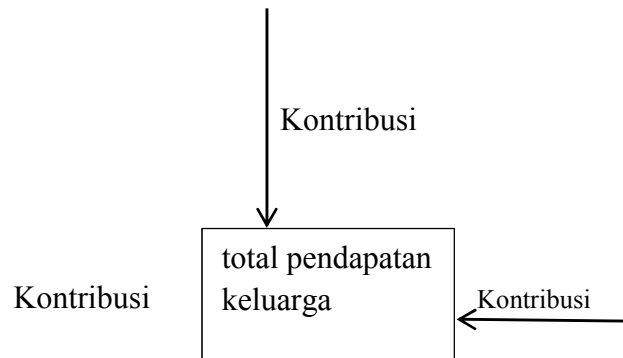 Kontribusi
total pendapatan
keluarga
Kontribusi
Kontribusi